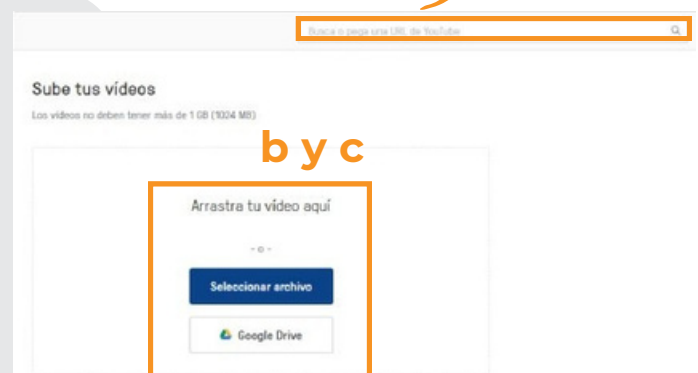 Busca o pega una URL de YouTube
Sube tus vídeos
Los vídeos no deben tener más de 1 GB (1024 MB)
b y c
Arrastra tu vídeo aquí
- o -
Seleccionar archivo
Google Drive